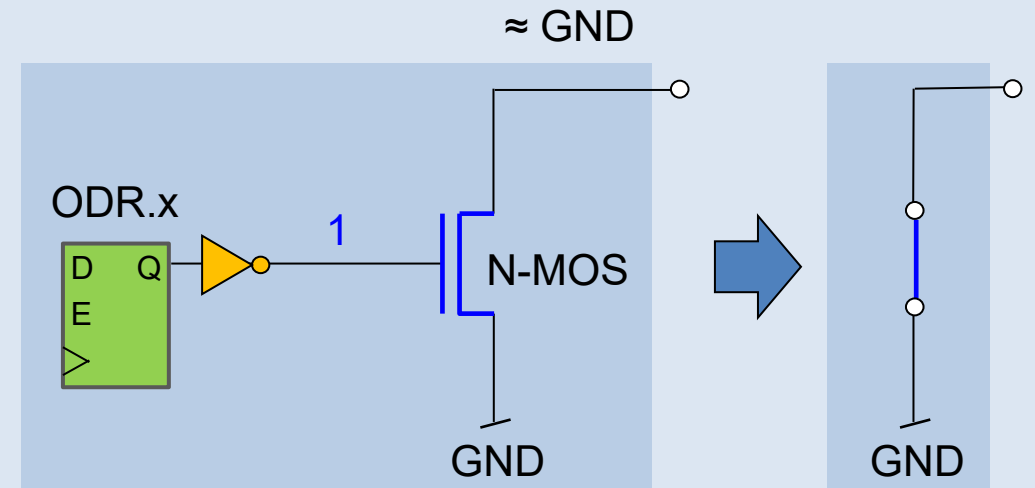 ≈ GND
ODR.x
1
D Q
E
N-MOS
GND
GND